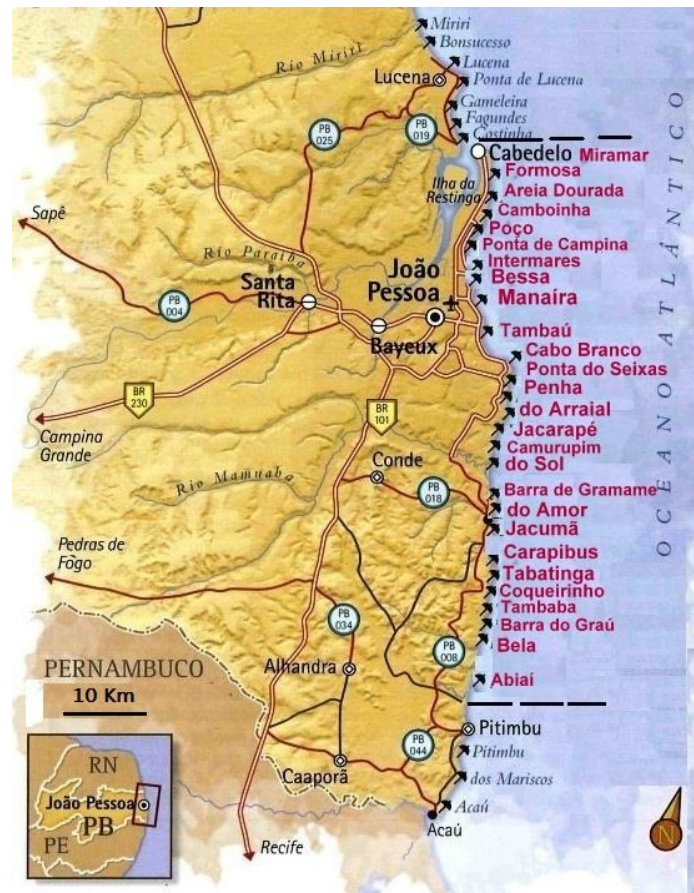 Miriri
Bonsucesso
Rio Miriri
Lucena
Lucena
Ponta de Lucena
Gameleira
Fagundes
Costinha
PB
025
PB
019
Cabedelo Miramar
Formosa
Ilha da
Restinga
Areia Dourada
Camboinha
Poço
Ponta de Campina
Intermares
Bessa
Manaíra
Sapê
Rio Paraíba
João
Pessoa
Santa
Rita
PB
004
Bayeux
Tambaú
Cabo Branco
Ponta do Seixas
Penha
do Arraial
Jacarapé
Camurupim
do Sol
BR
230
BR
101
Campina
Grande
Conde
Rio Mamuaba
PB
018
Barra de Gramame
do Amor
Jacumã
OCEANO ATLÂNTICO
Pedras de
Fogo
Carapibus
Tabatinga
Coqueirinho
Tambaba
Barra do Graú
Bela
Abiaí
PB
034
PB
008
Alhandra
PERNAMBUCO
10 Km
Pitimbu
Pitimbu
PB
044
Caaporã
dos Mariscos
Acaú
Acaú
Recife
RN
João Pessoa
PB
PE
N